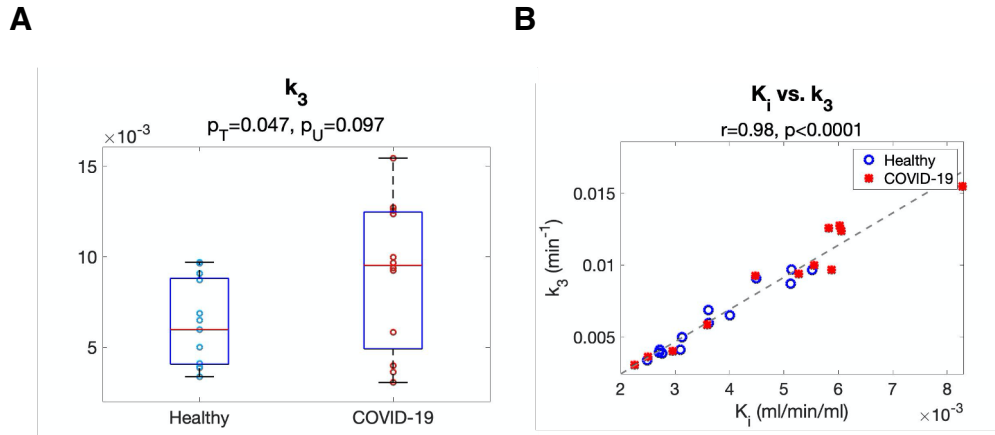 A
B
k3
pT=0.047, pU=0.097
×10-3
15
10
5
Healthy
COVID-19
Ki vs. k3
r=0.98, p<0.0001
Healthy
COVID-19
k3 (min-1)
0.015
0.01
0.005
2 3 4 5 6 7 8
Ki (ml/min/ml)
×10-3